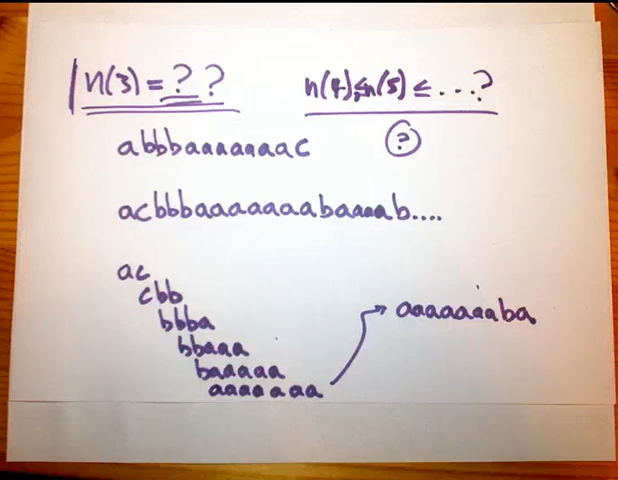 n(3) = ? ?
n(4) ≤ n(5) ≤ ...?
?
abbbaaaaaaac
acbbbaaaaaaabaaaab....
ac
cbb
bbba
bbaaa
baaaaa
aaaaaaa
aaaaaaaba